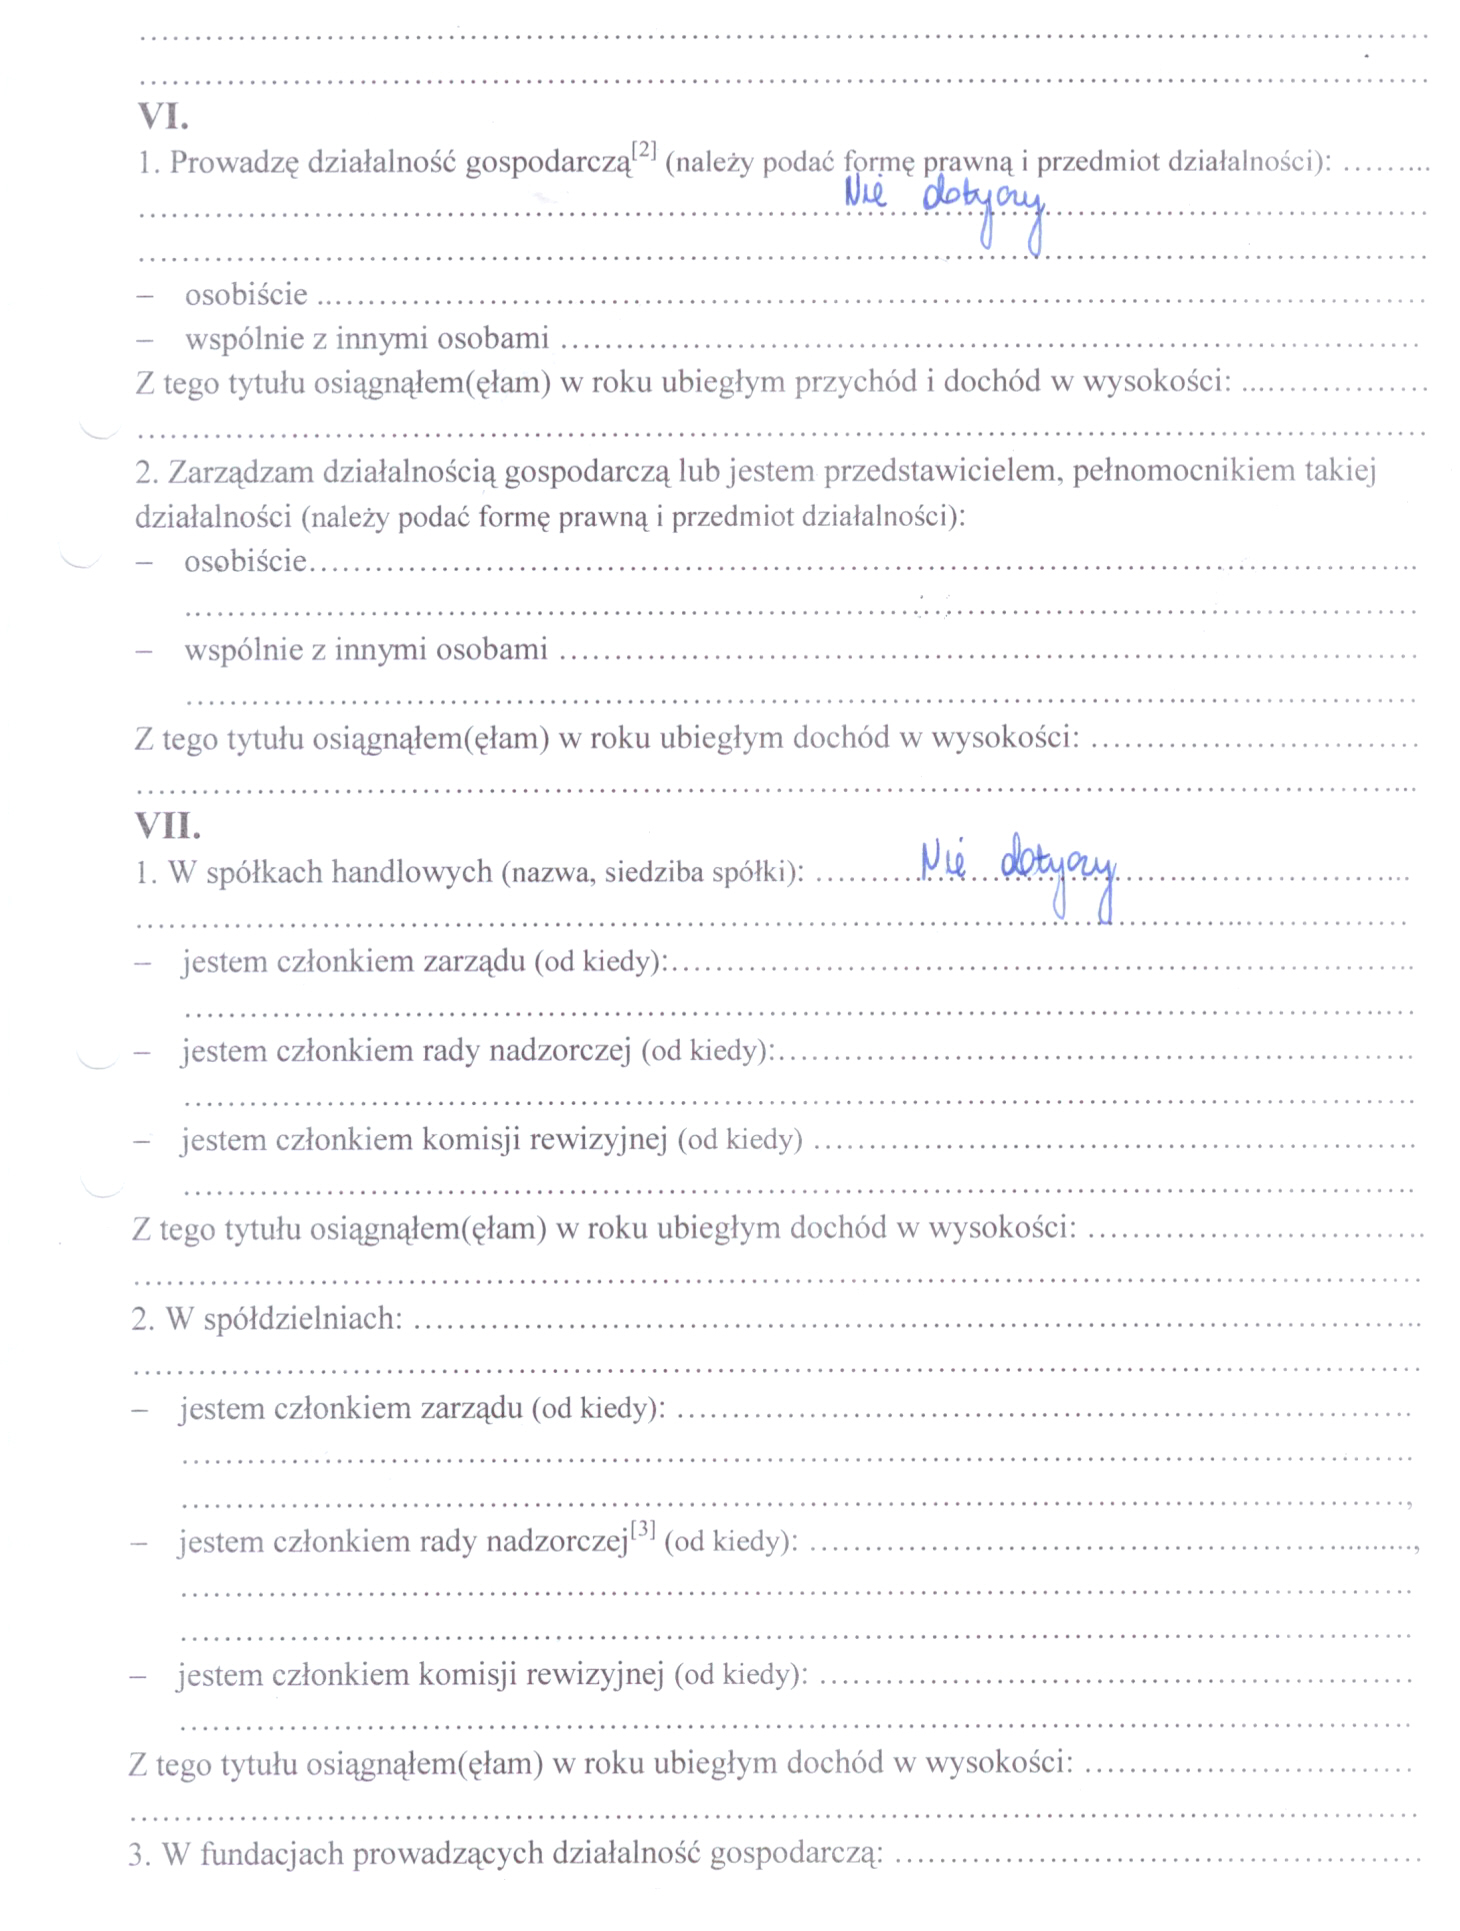 VI.
1. Prowadzę działalność gospodarczą[2] (należy podać formę prawną i przedmiot działalności): .........
Nie dotyczy
– osobiście
– wspólnie z innymi osobami
Z tego tytułu osiągnąłem(ęłam) w roku ubiegłym przychód i dochód w wysokości:
2. Zarządzam działalnością gospodarczą lub jestem przedstawicielem, pełnomocnikiem takiej
działalności (należy podać formę prawną i przedmiot działalności):
– osobiście
– wspólnie z innymi osobami
Z tego tytułu osiągnąłem(ęłam) w roku ubiegłym dochód w wysokości:
VII.
1. W spółkach handlowych (nazwa, siedziba spółki): Nie dotyczy
– jestem członkiem zarządu (od kiedy):
– jestem członkiem rady nadzorczej (od kiedy):
– jestem członkiem komisji rewizyjnej (od kiedy)
Z tego tytułu osiągnąłem(ęłam) w roku ubiegłym dochód w wysokości:
2. W spółdzielniach:
– jestem członkiem zarządu (od kiedy):
,
– jestem członkiem rady nadzorczej[3] (od kiedy): ,
– jestem członkiem komisji rewizyjnej (od kiedy):
Z tego tytułu osiągnąłem(ęłam) w roku ubiegłym dochód w wysokości:
3. W fundacjach prowadzących działalność gospodarczą: